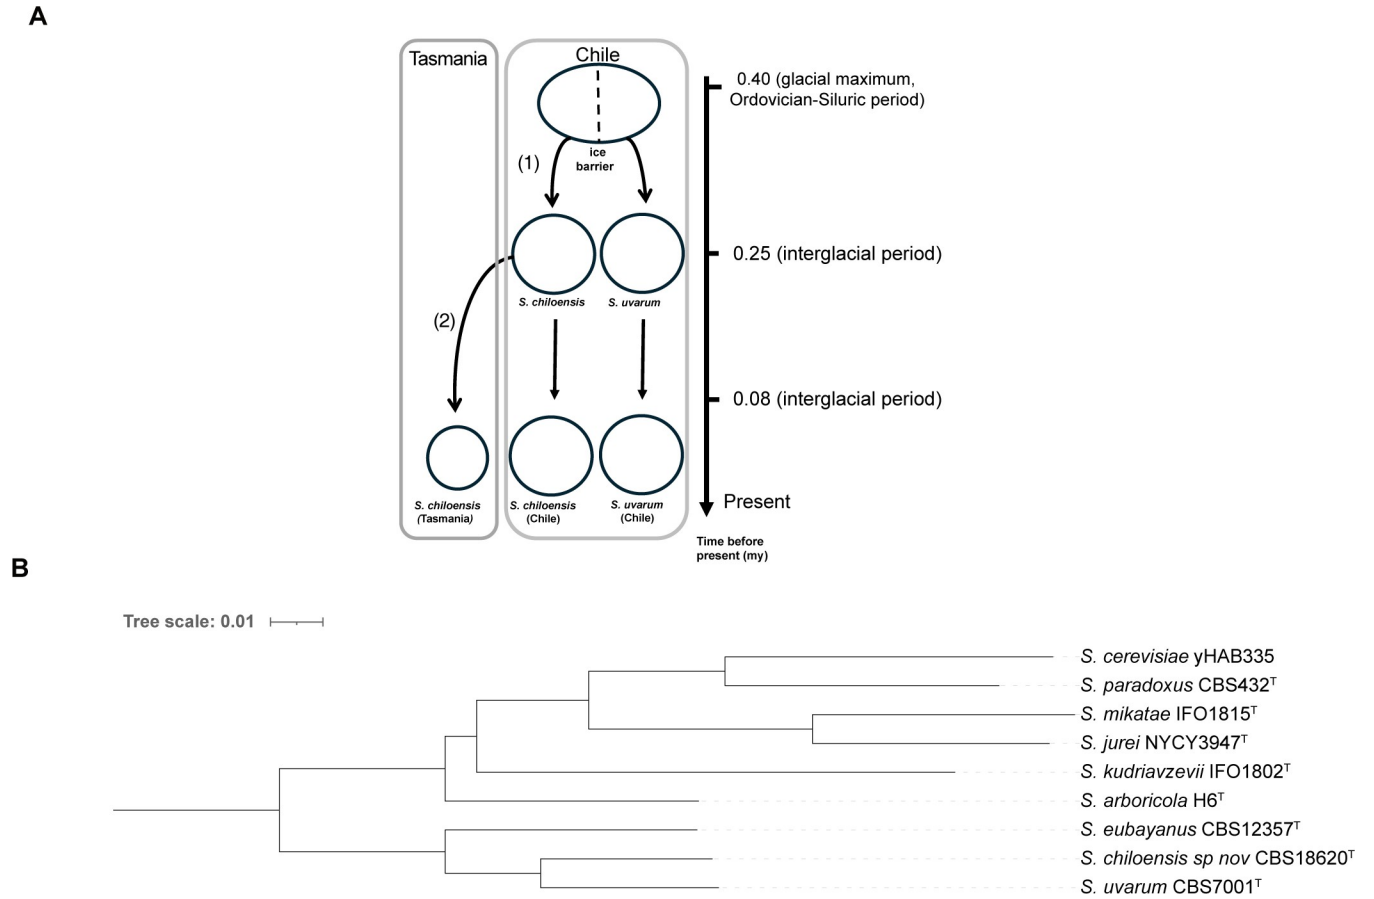 A
Tasmania
Chile
0.40 (glacial maximum,
Ordovician-Siluric period)
ice
barrier
(1)
0.25 (interglacial period)
S. chiloensis
S. uvarum
(2)
0.08 (interglacial period)
Present
S. chiloensis
(Tasmania)
S. chiloensis
(Chile)
S. uvarum
(Chile)
Time before
present (my)
B
Tree scale: 0.01
S. cerevisiae yHAB335
S. paradoxus CBS432ᵀ
S. mikatae IFO1815ᵀ
S. jurei NYCY3947ᵀ
S. kudriavzevii IFO1802ᵀ
S. arboricola H6ᵀ
S. eubayanus CBS12357ᵀ
S. chiloensis sp nov CBS18620ᵀ
S. uvarum CBS7001ᵀ